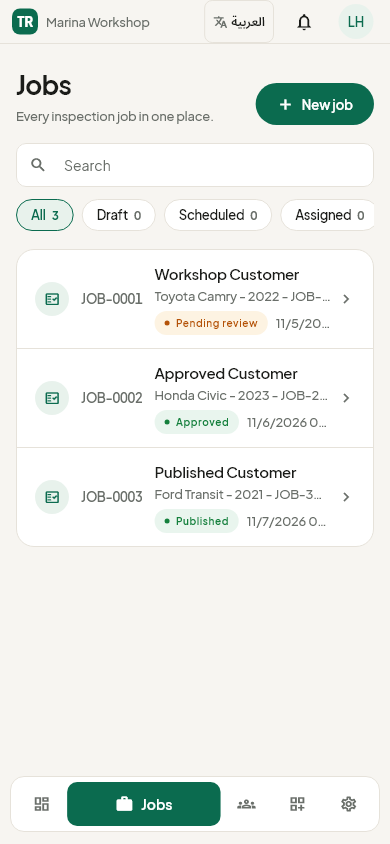 TR Marina Workshop العربية LH
Jobs
Every inspection job in one place.
New job
Search
All 3 Draft 0 Scheduled 0 Assigned 0
Workshop Customer
JOB-0001
Toyota Camry - 2022 - JOB-...
Pending review 11/5/20...
Approved Customer
JOB-0002
Honda Civic - 2023 - JOB-2...
Approved 11/6/2026 0...
Published Customer
JOB-0003
Ford Transit - 2021 - JOB-3...
Published 11/7/2026 0...
Jobs